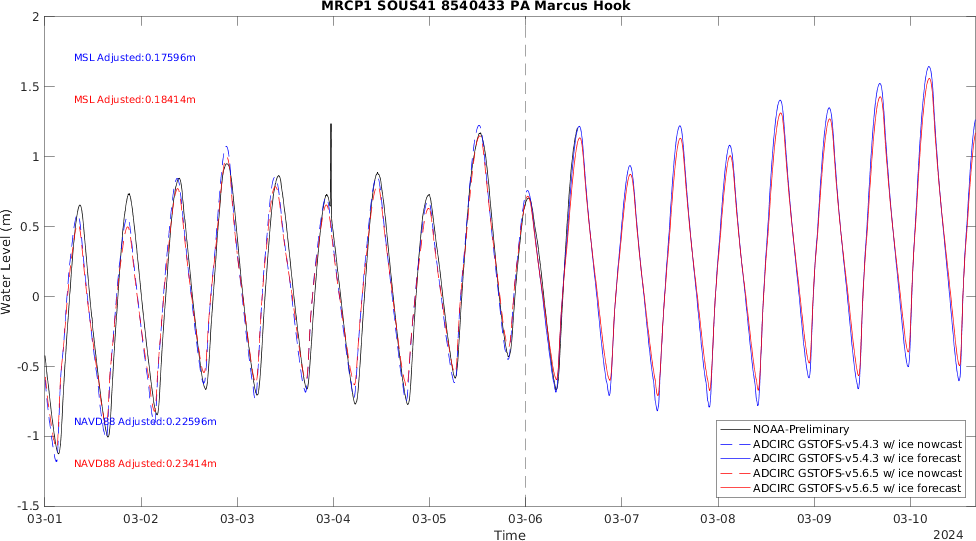 MRCP1 SOUS41 8540433 PA Marcus Hook
2
1.5
1
0.5
0
-0.5
-1
-1.5
Water Level (m)
MSL Adjusted:0.17596m
MSL Adjusted:0.18414m
NAVD88 Adjusted:0.22596m
NAVD88 Adjusted:0.23414m
NOAA-Preliminary
ADCIRC GSTOFS-v5.4.3 w/ ice nowcast
ADCIRC GSTOFS-v5.4.3 w/ ice forecast
ADCIRC GSTOFS-v5.6.5 w/ ice nowcast
ADCIRC GSTOFS-v5.6.5 w/ ice forecast
03-01 03-02 03-03 03-04 03-05 03-06 03-07 03-08 03-09 03-10
Time
2024